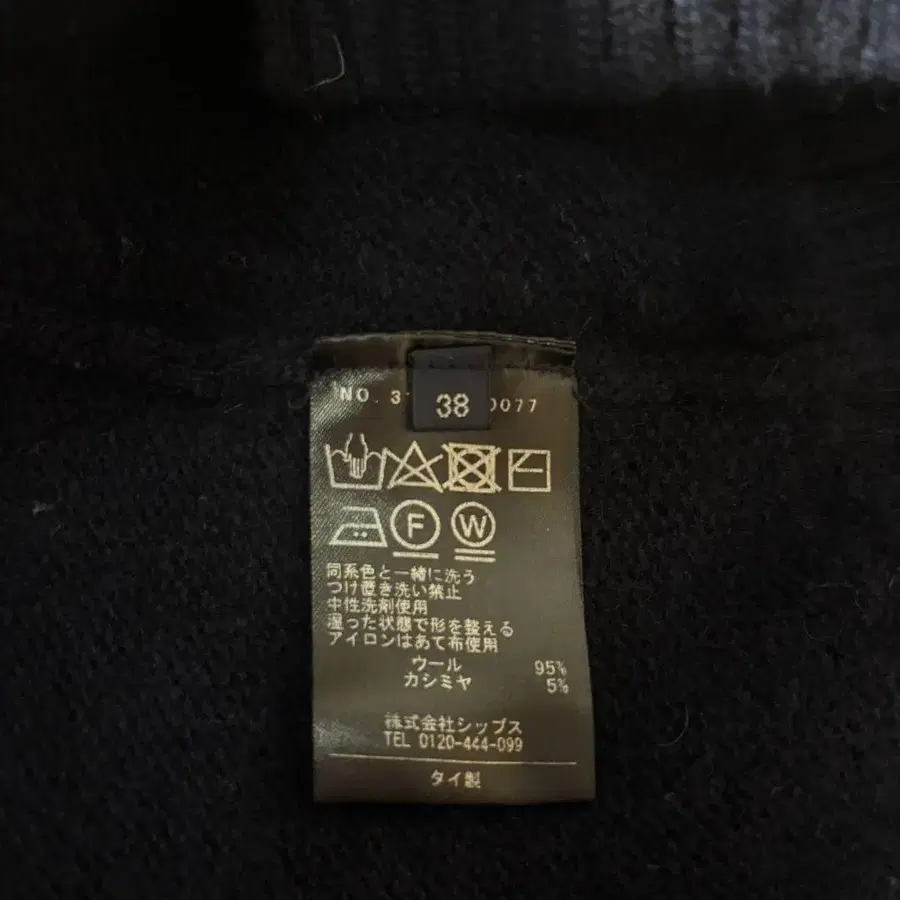 NO. 3 0077
38
F W
同系色と一緒に洗う
つけ置き洗い禁止
中性洗剤使用
湿った状態で形を整える
アイロンはあて布使用
ウール 95%
カシミヤ 5%
株式会社シップス
TEL 0120-444-099
タイ製